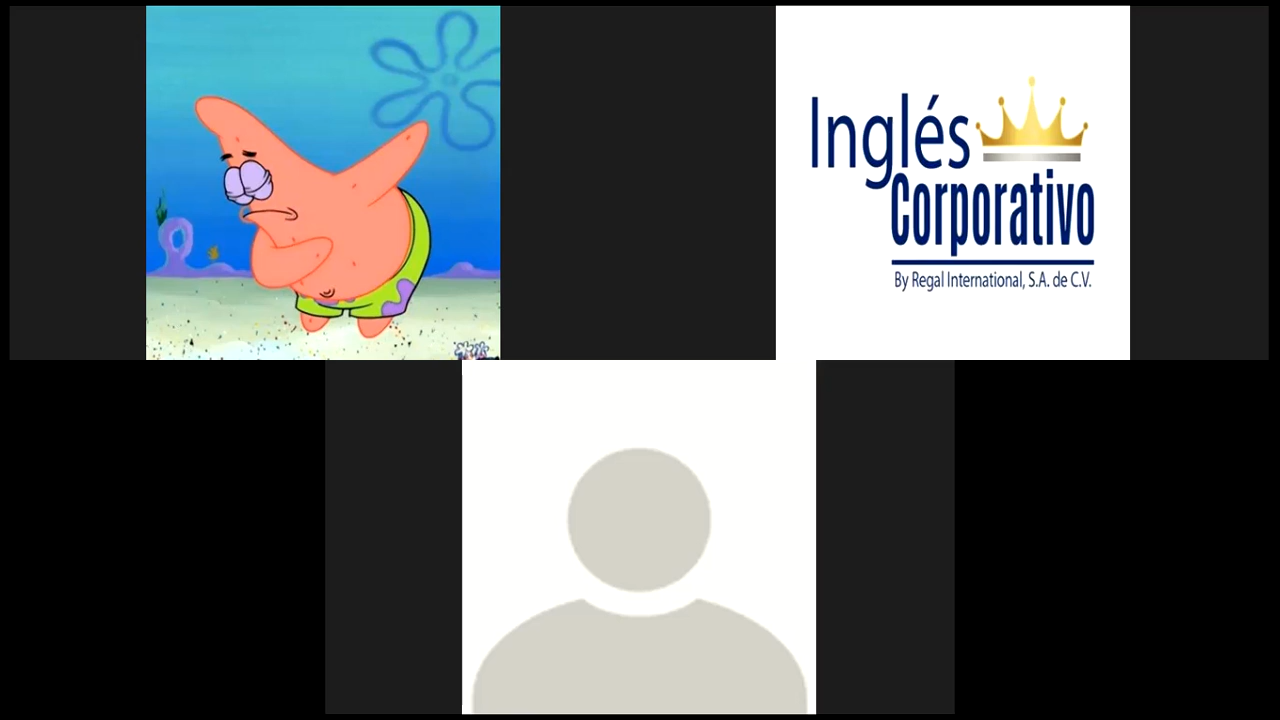 Inglés
Corporativo
By Regal International, S.A. de C.V.